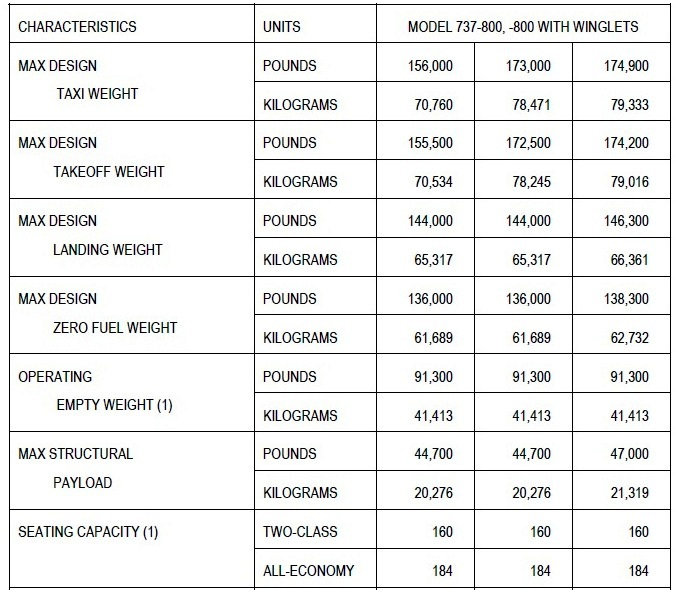 CHARACTERISTICS UNITS MODEL 737-800, -800 WITH WINGLETS
MAX DESIGN POUNDS 156,000 173,000 174,900
TAXI WEIGHT
KILOGRAMS 70,760 78,471 79,333
MAX DESIGN POUNDS 155,500 172,500 174,200
TAKEOFF WEIGHT
KILOGRAMS 70,534 78,245 79,016
MAX DESIGN POUNDS 144,000 144,000 146,300
LANDING WEIGHT
KILOGRAMS 65,317 65,317 66,361
MAX DESIGN POUNDS 136,000 136,000 138,300
ZERO FUEL WEIGHT
KILOGRAMS 61,689 61,689 62,732
OPERATING POUNDS 91,300 91,300 91,300
EMPTY WEIGHT (1)
KILOGRAMS 41,413 41,413 41,413
MAX STRUCTURAL POUNDS 44,700 44,700 47,000
PAYLOAD
KILOGRAMS 20,276 20,276 21,319
SEATING CAPACITY (1) TWO-CLASS 160 160 160
ALL-ECONOMY 184 184 184